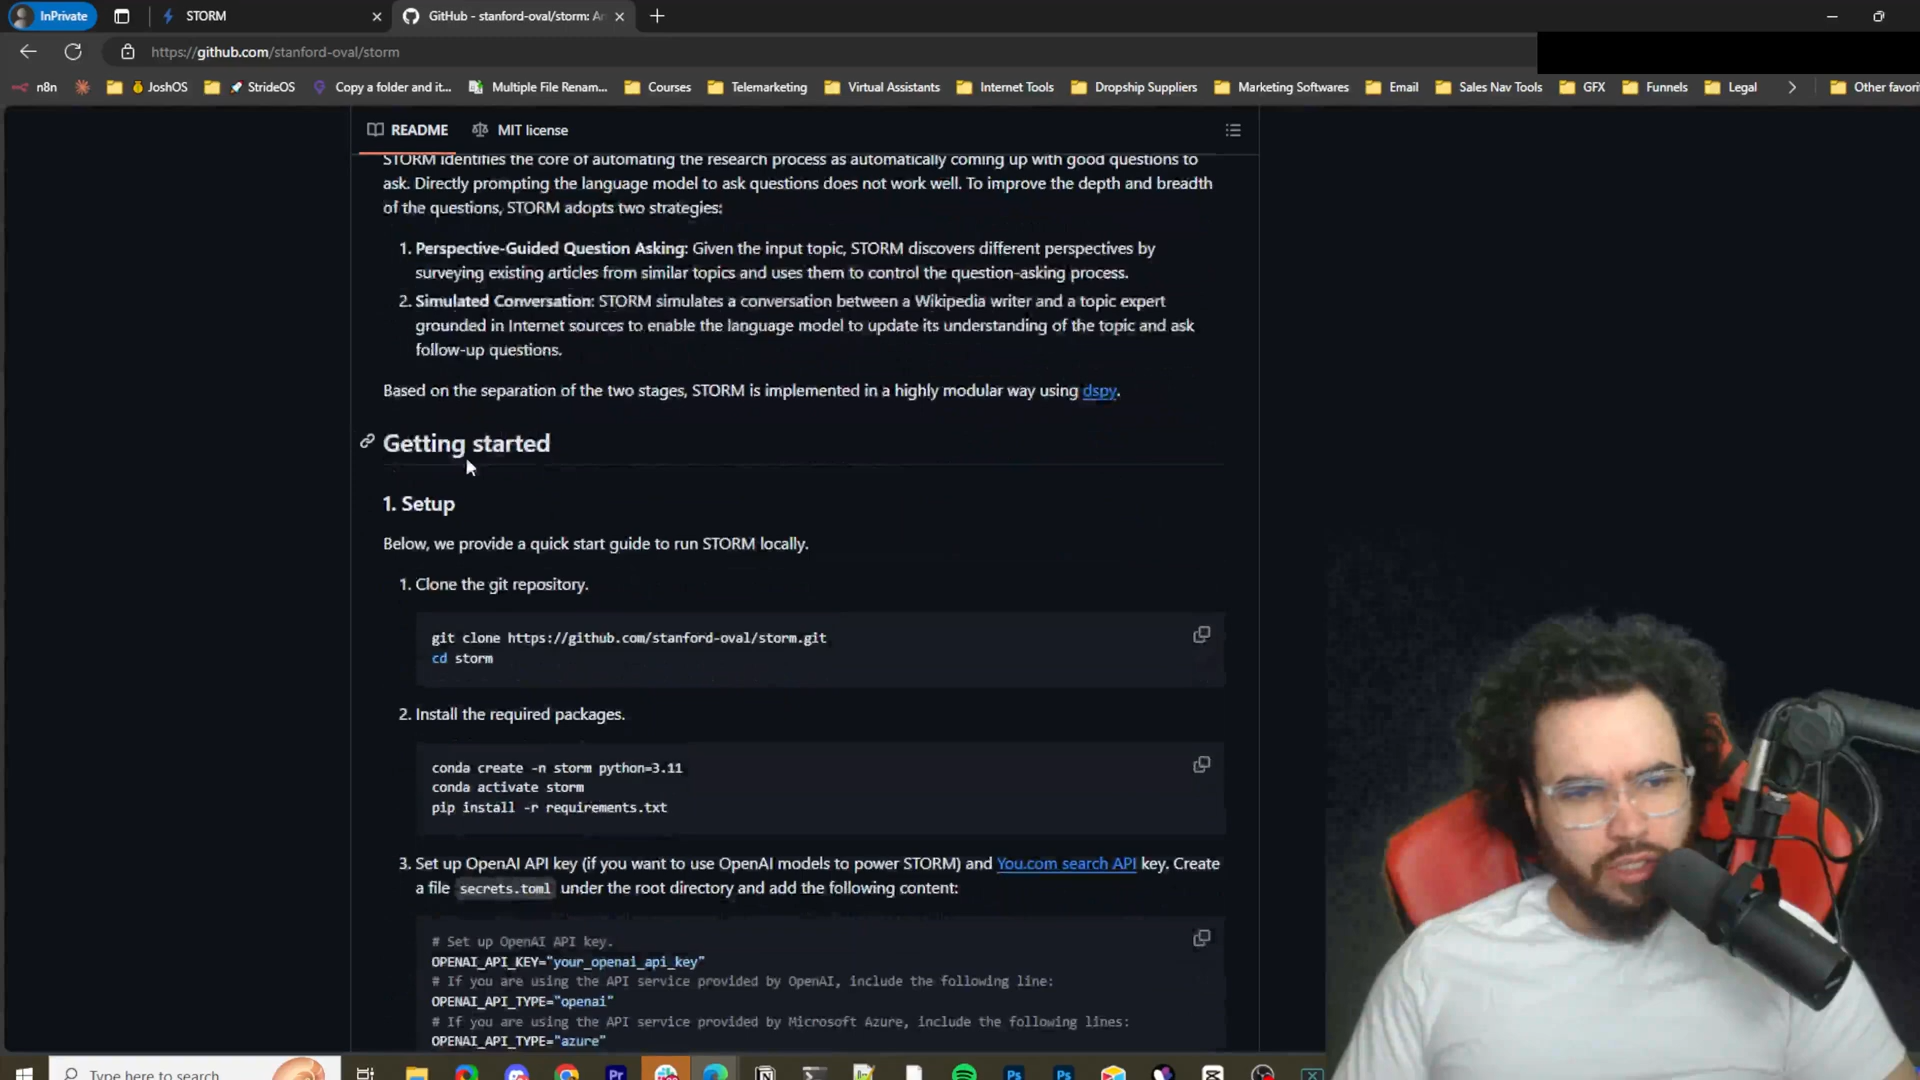 InPrivate
STORM
GitHub - stanford-oval/storm: An
https://github.com/stanford-oval/storm
n8n
JoshOS
StrideOS
Copy a folder and it...
Multiple File Renam...
Courses
Telemarketing
Virtual Assistants
Internet Tools
Dropship Suppliers
Marketing Softwares
Email
Sales Nav Tools
GFX
Funnels
Legal
Other favori
README
MIT license
STORM identifies the core of automating the research process as automatically coming up with good questions to
ask. Directly prompting the language model to ask questions does not work well. To improve the depth and breadth
of the questions, STORM adopts two strategies:
1. Perspective-Guided Question Asking: Given the input topic, STORM discovers different perspectives by
surveying existing articles from similar topics and uses them to control the question-asking process.
2. Simulated Conversation: STORM simulates a conversation between a Wikipedia writer and a topic expert
grounded in Internet sources to enable the language model to update its understanding of the topic and ask
follow-up questions.
Based on the separation of the two stages, STORM is implemented in a highly modular way using dspy.
Getting started
1. Setup
Below, we provide a quick start guide to run STORM locally.
1. Clone the git repository.
git clone https://github.com/stanford-oval/storm.git
cd storm
2. Install the required packages.
conda create -n storm python=3.11
conda activate storm
pip install -r requirements.txt
3. Set up OpenAI API key (if you want to use OpenAI models to power STORM) and You.com search API key. Create
a file secrets.toml under the root directory and add the following content:
# Set up OpenAI API key.
OPENAI_API_KEY="your_openai_api_key"
# If you are using the API service provided by OpenAI, include the following line:
OPENAI_API_TYPE="openai"
# If you are using the API service provided by Microsoft Azure, include the following lines:
OPENAI_API_TYPE="azure"
Type here to search
Pr
Ps
Ps